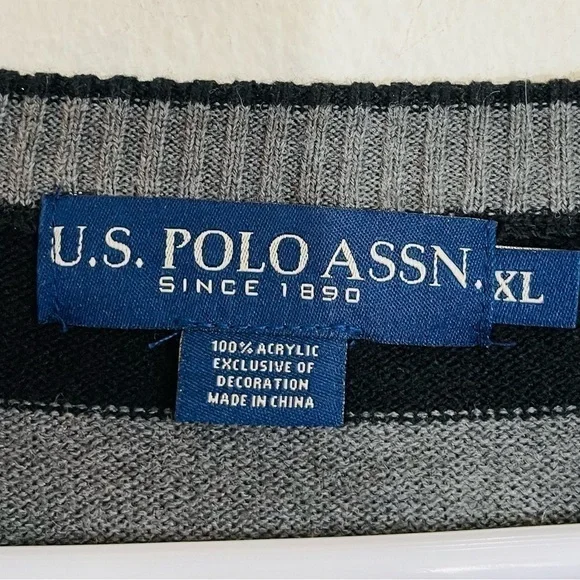 U.S. POLO ASSN.
SINCE 1890
XL
100% ACRYLIC
EXCLUSIVE OF
DECORATION
MADE IN CHINA